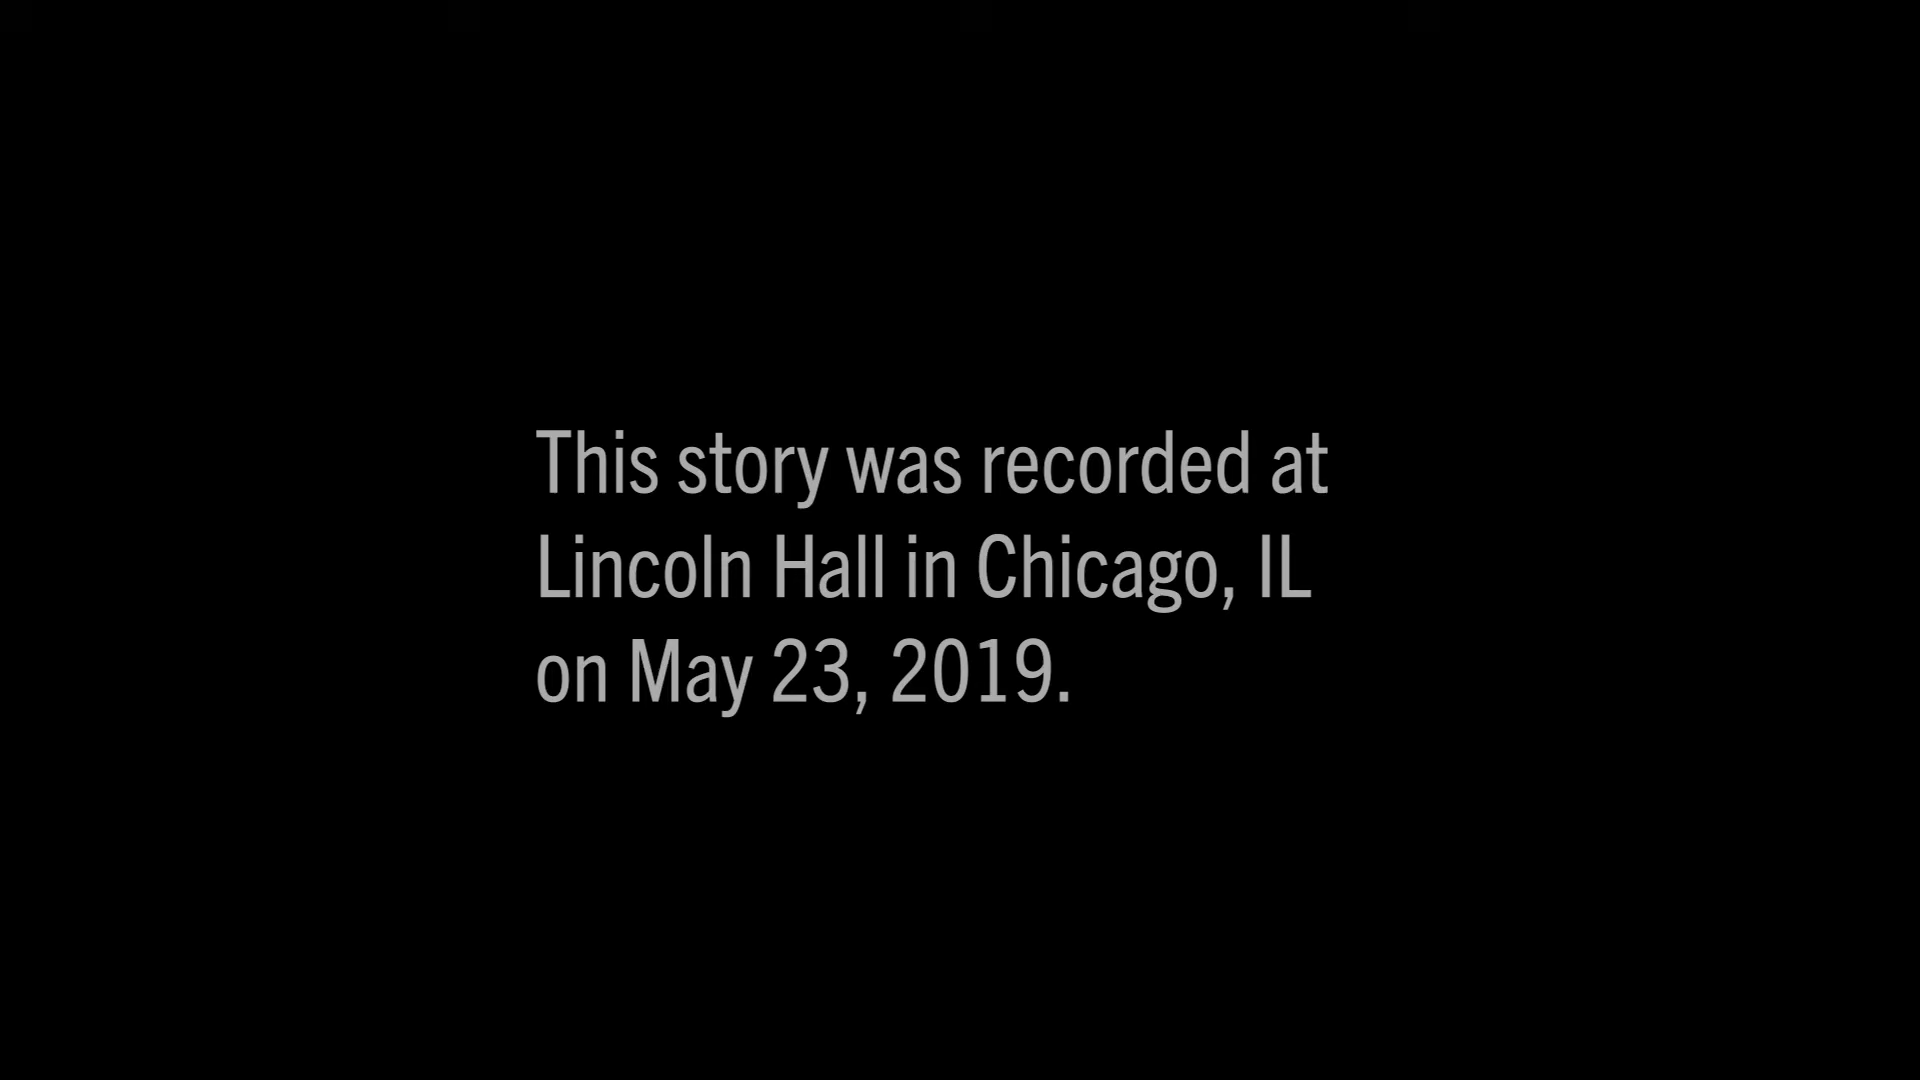 This story was recorded at
Lincoln Hall in Chicago, IL
on May 23, 2019.